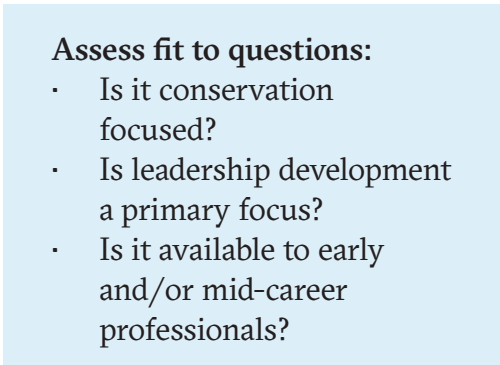 Assess fit to questions:
· Is it conservation
focused?
· Is leadership development
a primary focus?
· Is it available to early
and/or mid-career
professionals?